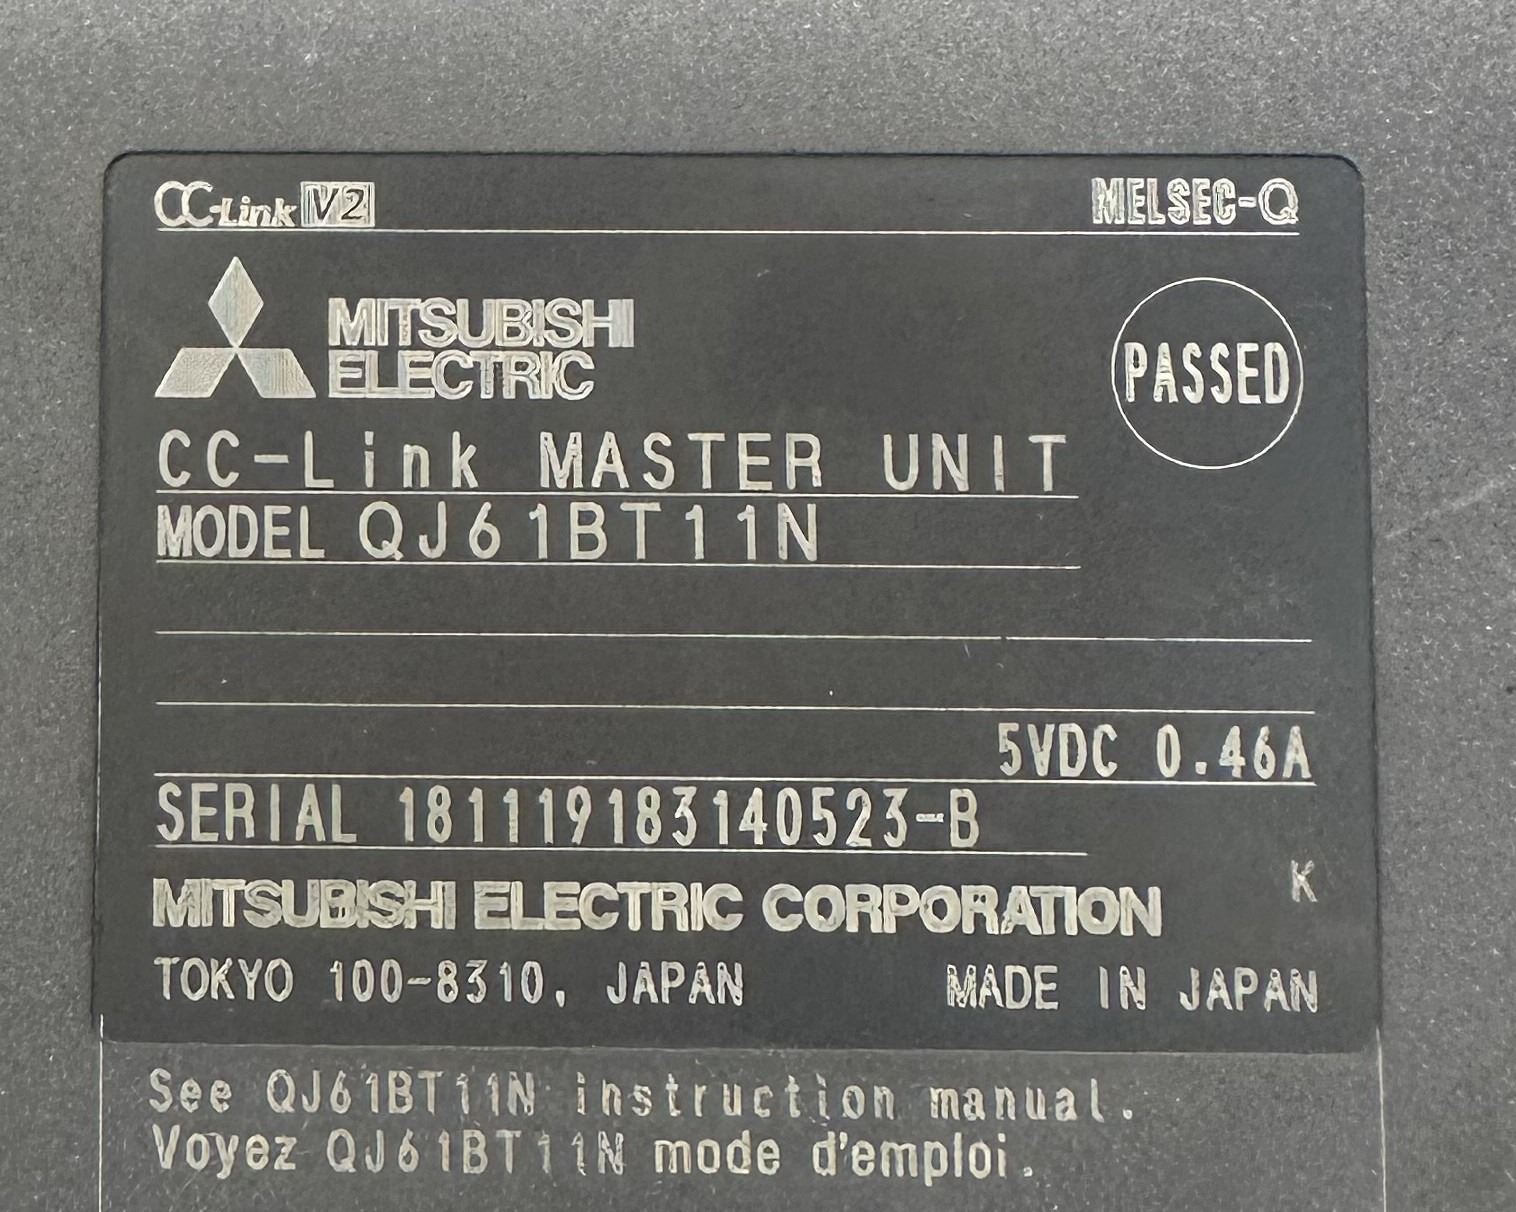 CC-Link V2 MELSEC-Q
MITSUBISHI
ELECTRIC
PASSED
CC-Link MASTER UNIT
MODEL QJ61BT11N
5VDC 0.46A
SERIAL 181119183140523-B
K
MITSUBISHI ELECTRIC CORPORATION
TOKYO 100-8310, JAPAN MADE IN JAPAN
See QJ61BT11N instruction manual.
Voyez QJ61BT11N mode d'emploi.